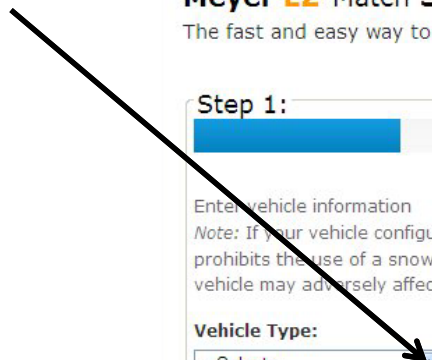 Meyer EZ Match S
The fast and easy way to
Step 1:
Enter vehicle information
Note: If your vehicle configu
prohibits the use of a snow
vehicle may adversely affec
Vehicle Type: